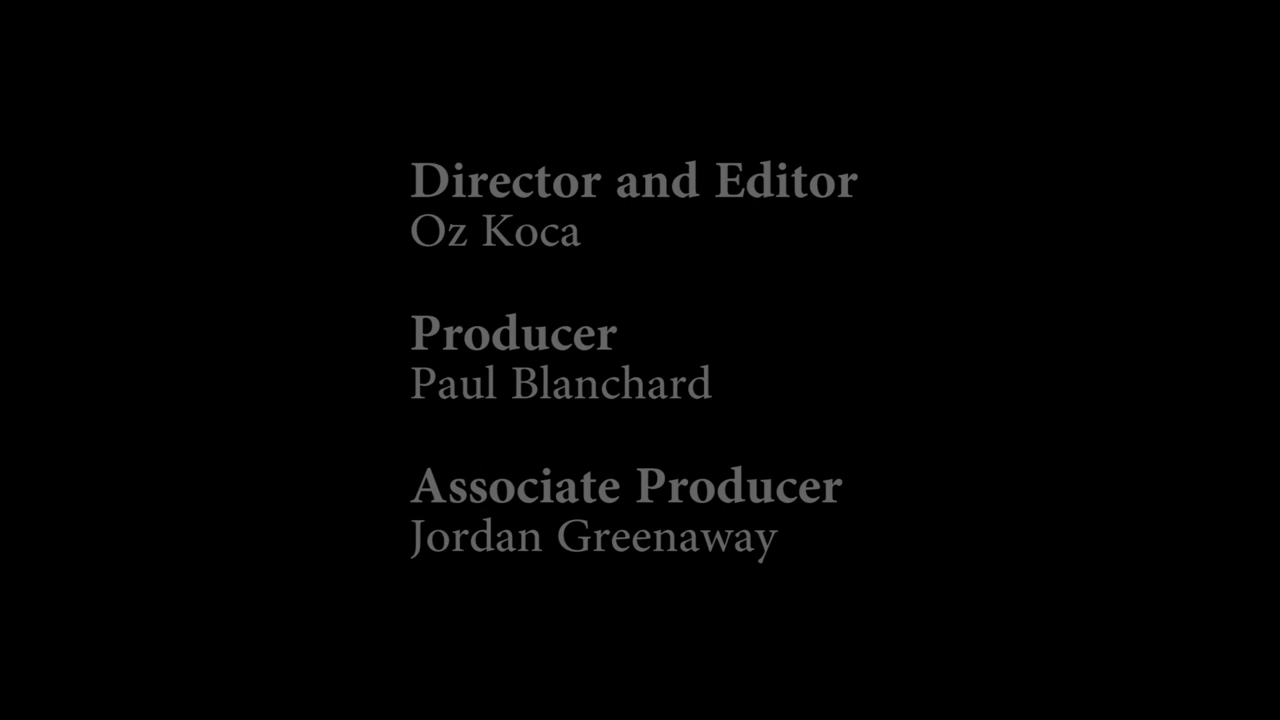 Director and Editor
Oz Koca
Producer
Paul Blanchard
Associate Producer
Jordan Greenaway